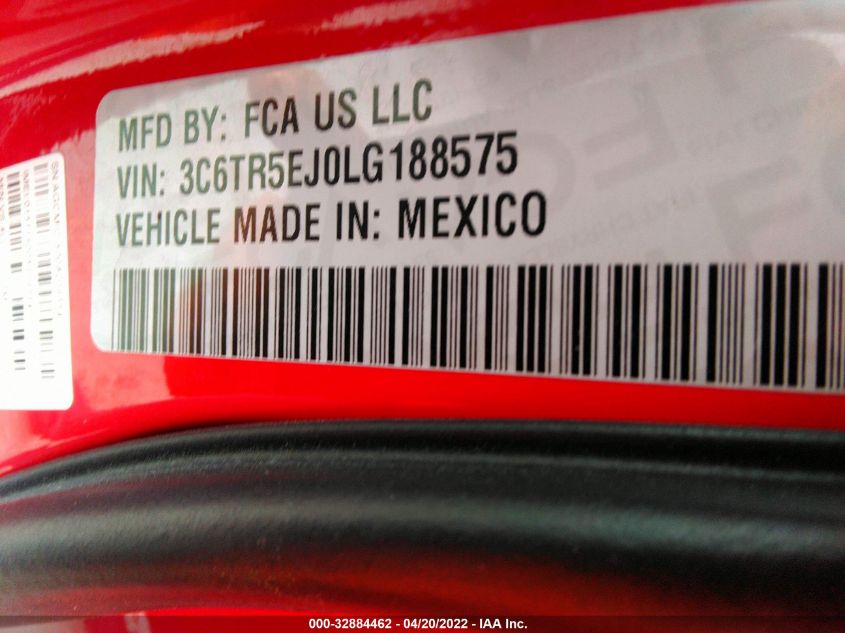 MFD BY: FCA US LLC
VIN: 3C6TR5EJ0LG188575
VEHICLE MADE IN: MEXICO
000-32884462 - 04/20/2022 - IAA Inc.